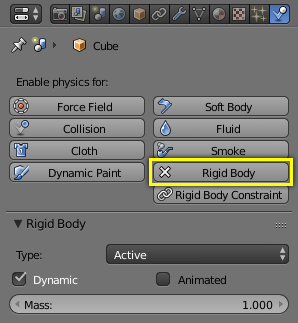 Cube
Enable physics for:
Force Field Soft Body
Collision Fluid
Cloth Smoke
Dynamic Paint Rigid Body
Rigid Body Constraint
Rigid Body
Type: Active
Dynamic Animated
Mass: 1.000